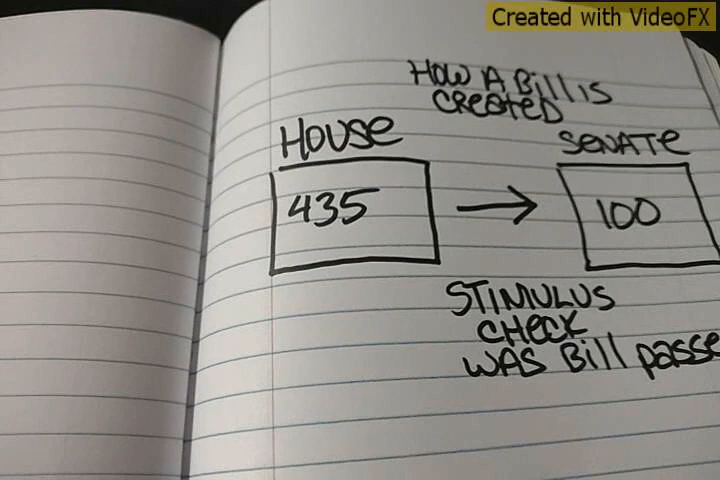 Created with VideoFX
HOW A Bill is
CREATED
HOUSE
SENATE
435
100
STIMULUS
CHECK
WAS Bill passe